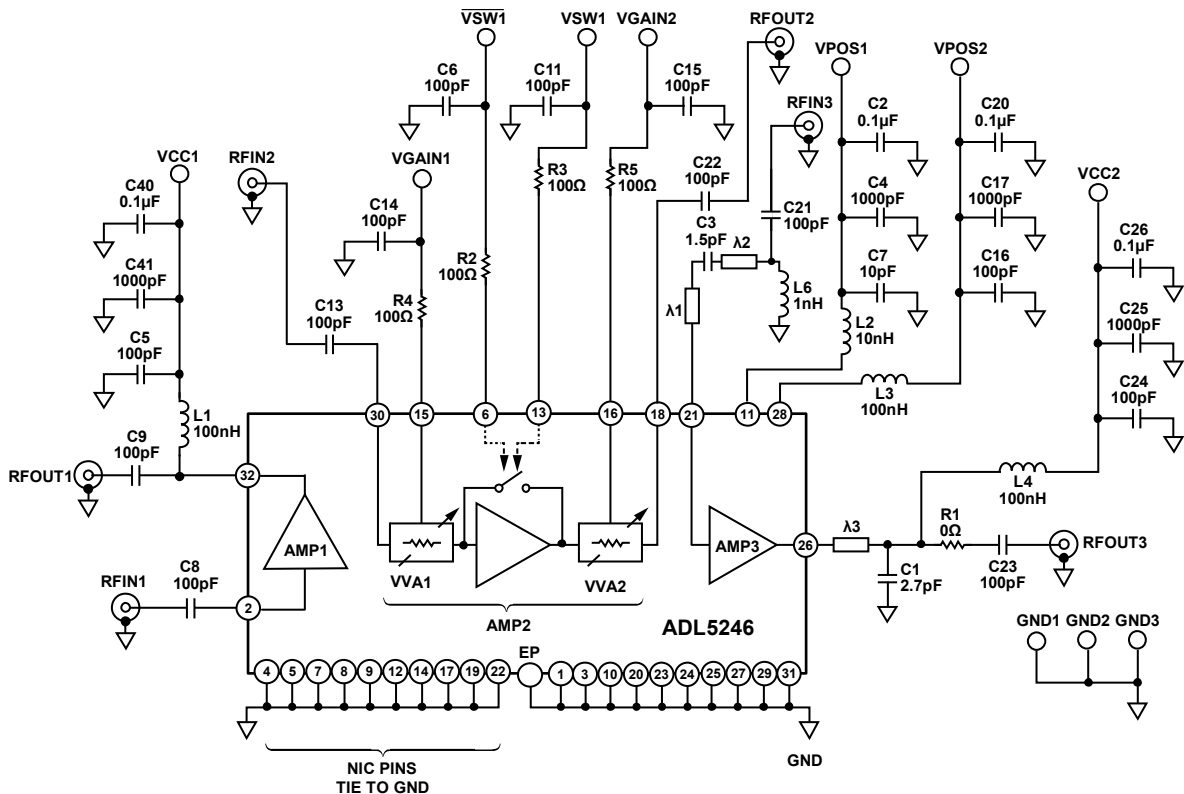 VSW1
VSW1
VGAIN2
RFOUT2
VPOS1
VPOS2
C6
100pF
C11
100pF
C15
100pF
RFIN3
C2
0.1µF
C20
0.1µF
VCC1
RFIN2
VGAIN1
R3
100Ω
R5
100Ω
C22
100pF
VCC2
C40
0.1µF
C14
100pF
C21
100pF
C4
1000pF
C17
1000pF
C3
1.5pF
λ2
C26
0.1µF
C41
1000pF
R2
100Ω
C7
10pF
C16
100pF
L6
1nH
C13
100pF
R4
100Ω
λ1
L2
10nH
C25
1000pF
C5
100pF
L3
100nH
C24
100pF
L1
100nH
30
15
6
13
16
18
21
11
28
C9
100pF
RFOUT1
32
L4
100nH
AMP1
VVA1
VVA2
AMP3
26
λ3
R1
0Ω
RFOUT3
C23
100pF
C1
2.7pF
C8
100pF
RFIN1
2
AMP2
ADL5246
GND1
GND2
GND3
EP
4
5
7
8
9
12
14
17
19
22
1
3
10
20
23
24
25
27
29
31
GND
NIC PINS
TIE TO GND